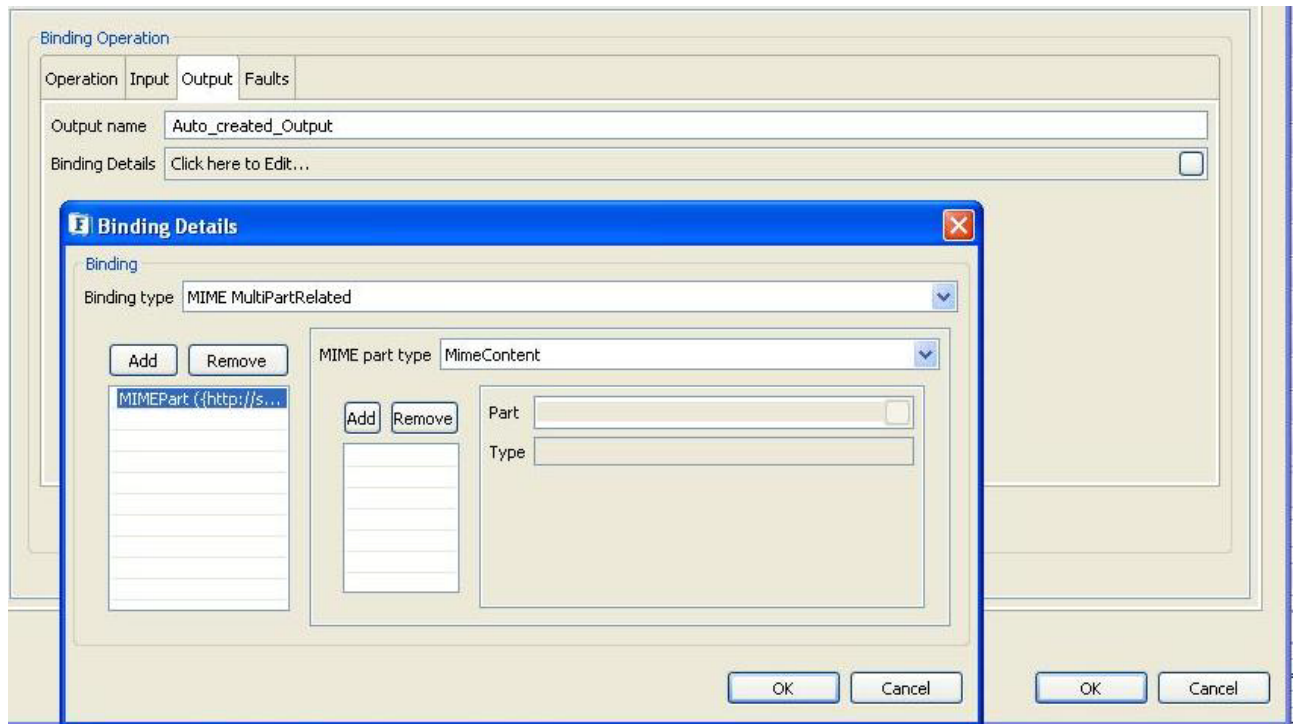 Binding Operation
Operation Input Output Faults
Output name Auto_created_Output
Binding Details Click here to Edit...
Binding Details
Binding
Binding type MIME MultiPartRelated
Add Remove
MIME part type MimeContent
MIMEPart ({http://s...
Add Remove
Part
Type
OK Cancel
OK Cancel